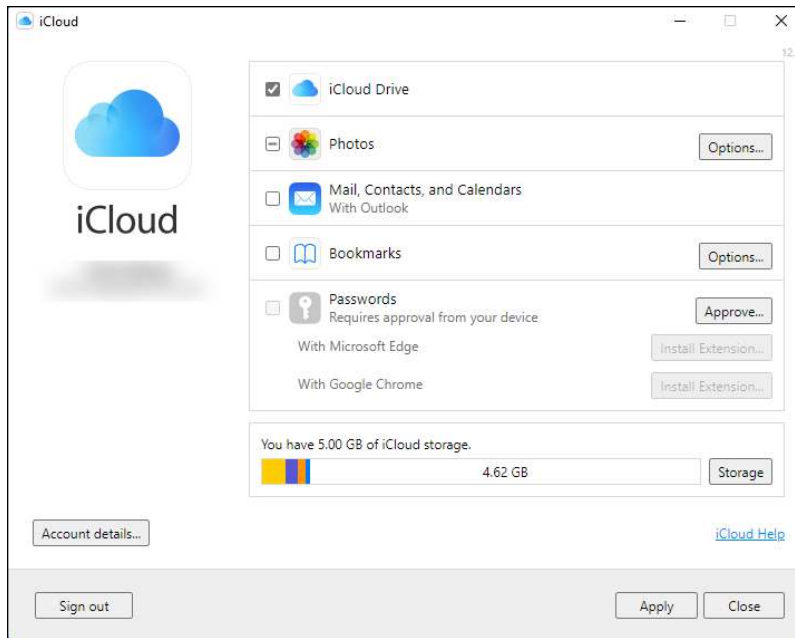 iCloud
12.
iCloud Drive
Photos
Options...
Mail, Contacts, and Calendars
With Outlook
iCloud
Bookmarks
Options...
Passwords
Requires approval from your device
Approve...
With Microsoft Edge
Install Extension...
With Google Chrome
Install Extension...
You have 5.00 GB of iCloud storage.
4.62 GB
Storage
Account details...
iCloud Help
Sign out
Apply
Close